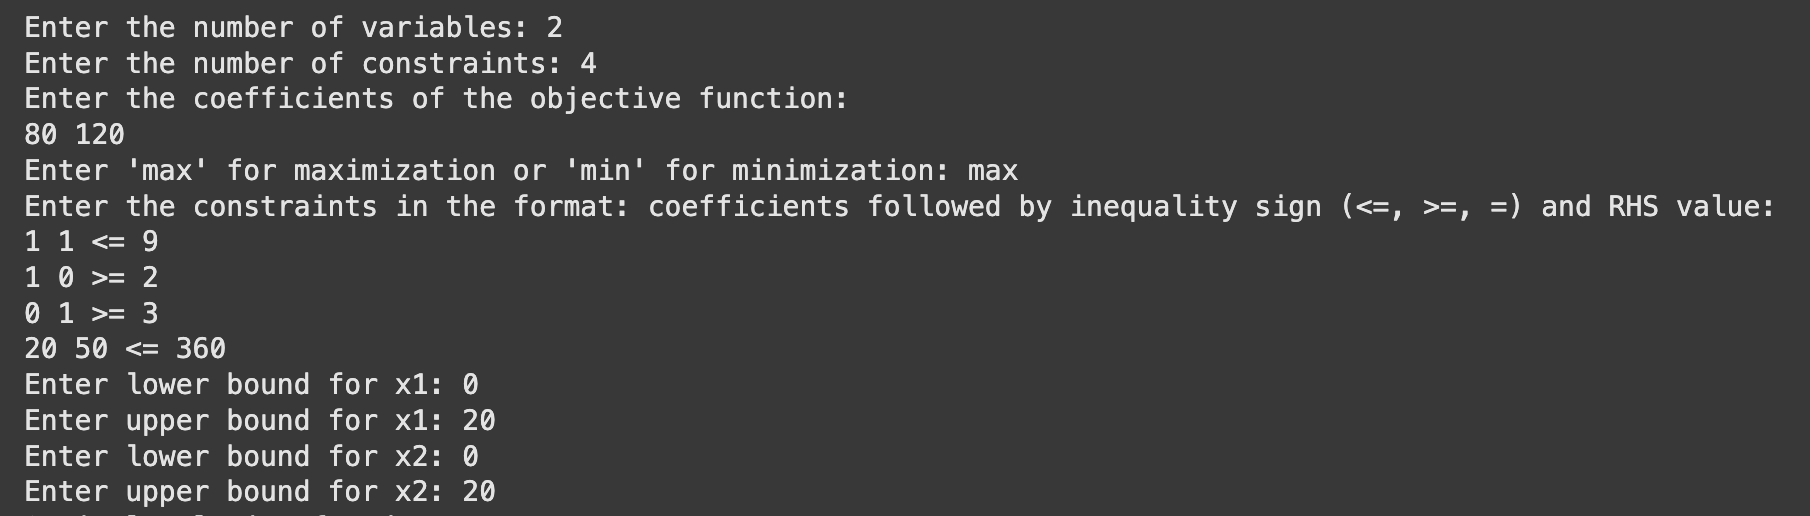 Enter the number of variables: 2
Enter the number of constraints: 4
Enter the coefficients of the objective function:
80 120
Enter 'max' for maximization or 'min' for minimization: max
Enter the constraints in the format: coefficients followed by inequality sign (<=, >=, =) and RHS value:
1 1 <= 9
1 0 >= 2
0 1 >= 3
20 50 <= 360
Enter lower bound for x1: 0
Enter upper bound for x1: 20
Enter lower bound for x2: 0
Enter upper bound for x2: 20